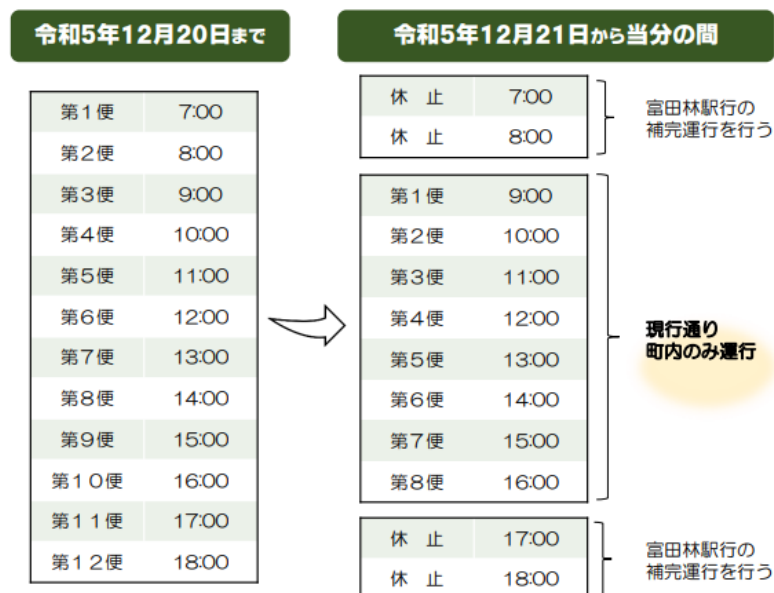 令和5年12月20日まで
第1便 7:00
第2便 8:00
第3便 9:00
第4便 10:00
第5便 11:00
第6便 12:00
第7便 13:00
第8便 14:00
第9便 15:00
第10便 16:00
第11便 17:00
第12便 18:00
令和5年12月21日から当分の間
休 止 7:00
休 止 8:00
富田林駅行の
補完運行を行う
第1便 9:00
第2便 10:00
第3便 11:00
第4便 12:00
第5便 13:00
第6便 14:00
第7便 15:00
第8便 16:00
現行通り
町内のみ運行
休 止 17:00
休 止 18:00
富田林駅行の
補完運行を行う